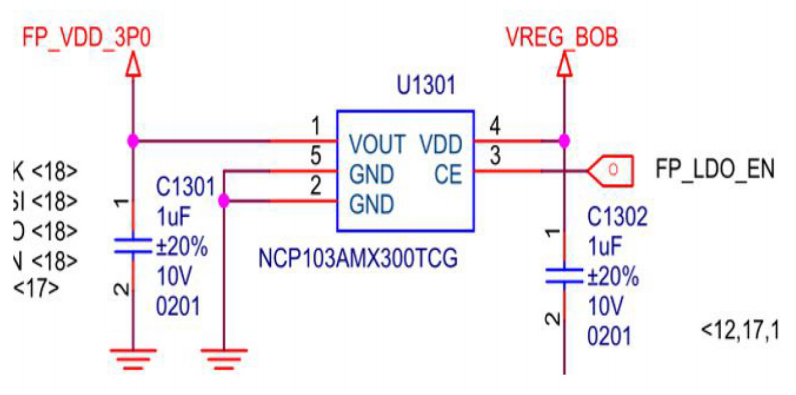 FP_VDD_3P0
VREG_BOB
U1301
1
VOUT
VDD
4
5
GND
CE
3
FP_LDO_EN
2
GND
K <18>
SI <18>
O <18>
N <18>
<17>
1
C1301
1uF
±20%
10V
0201
2
NCP103AMX300TCG
1
C1302
1uF
±20%
10V
0201
2
<12,17,1